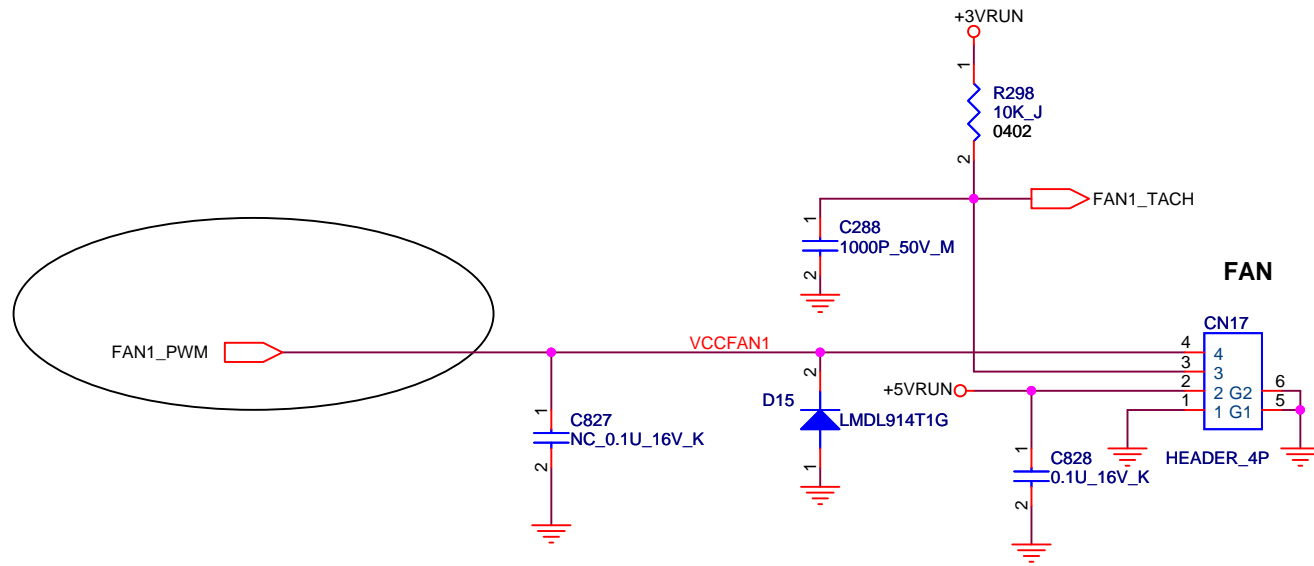 +3VRUN
1
R298
10K_J
0402
2
FAN1_TACH
1
C288
1000P_50V_M
2
FAN
CN17
FAN1_PWM
VCCFAN1
4
4
3
3
+5VRUN
2
2
G2
6
1
1
G1
5
HEADER_4P
2
D15
LMDL914T1G
1
1
C827
NC_0.1U_16V_K
2
1
C828
0.1U_16V_K
2